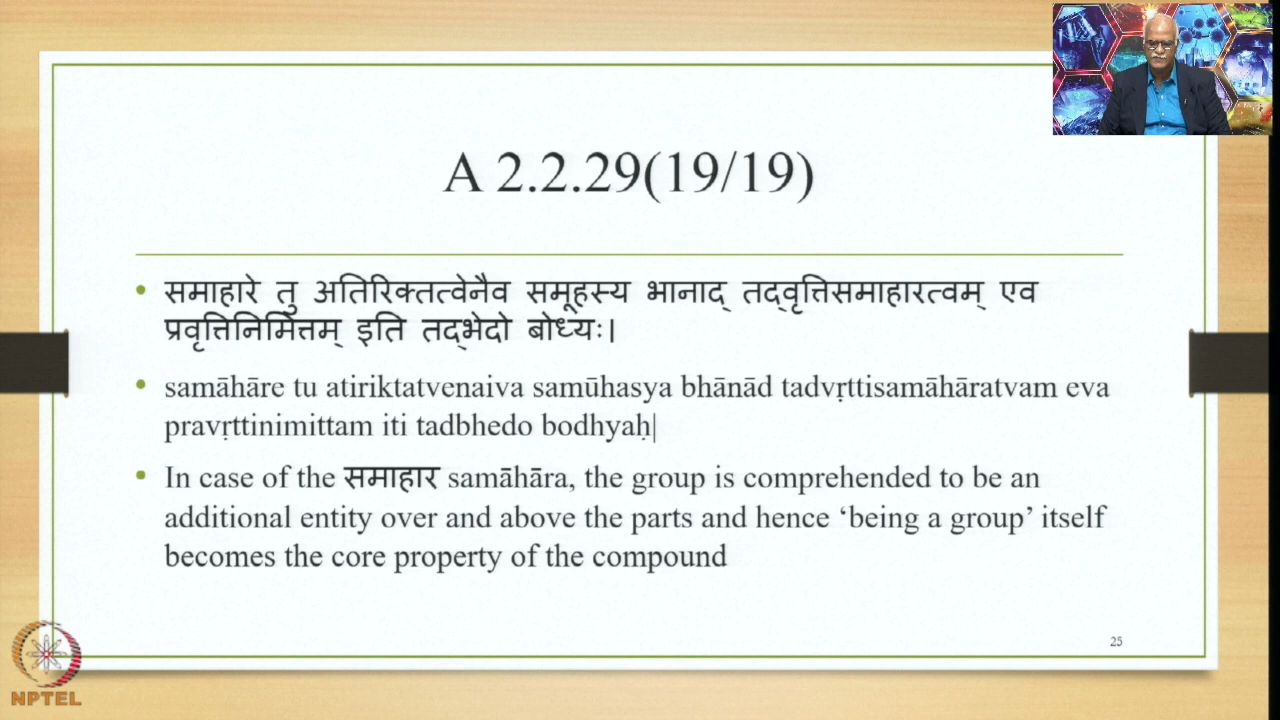 A 2.2.29(19/19)
• समाहारे तु अतिरिक्तत्वेनैव समूहस्य भानाद् तद्वृत्तिसमाहारत्वम् एव
प्रवृत्तिनिमित्तम् इति तद्भेदो बोध्यः।
• samāhāre tu atiriktatvenaiva samūhasya bhānād tadvṛttisamāhāratvam eva
pravṛttinimittam iti tadbhedo bodhyaḥ|
• In case of the समाहार samāhāra, the group is comprehended to be an
additional entity over and above the parts and hence ‘being a group’ itself
becomes the core property of the compound
25
NPTEL